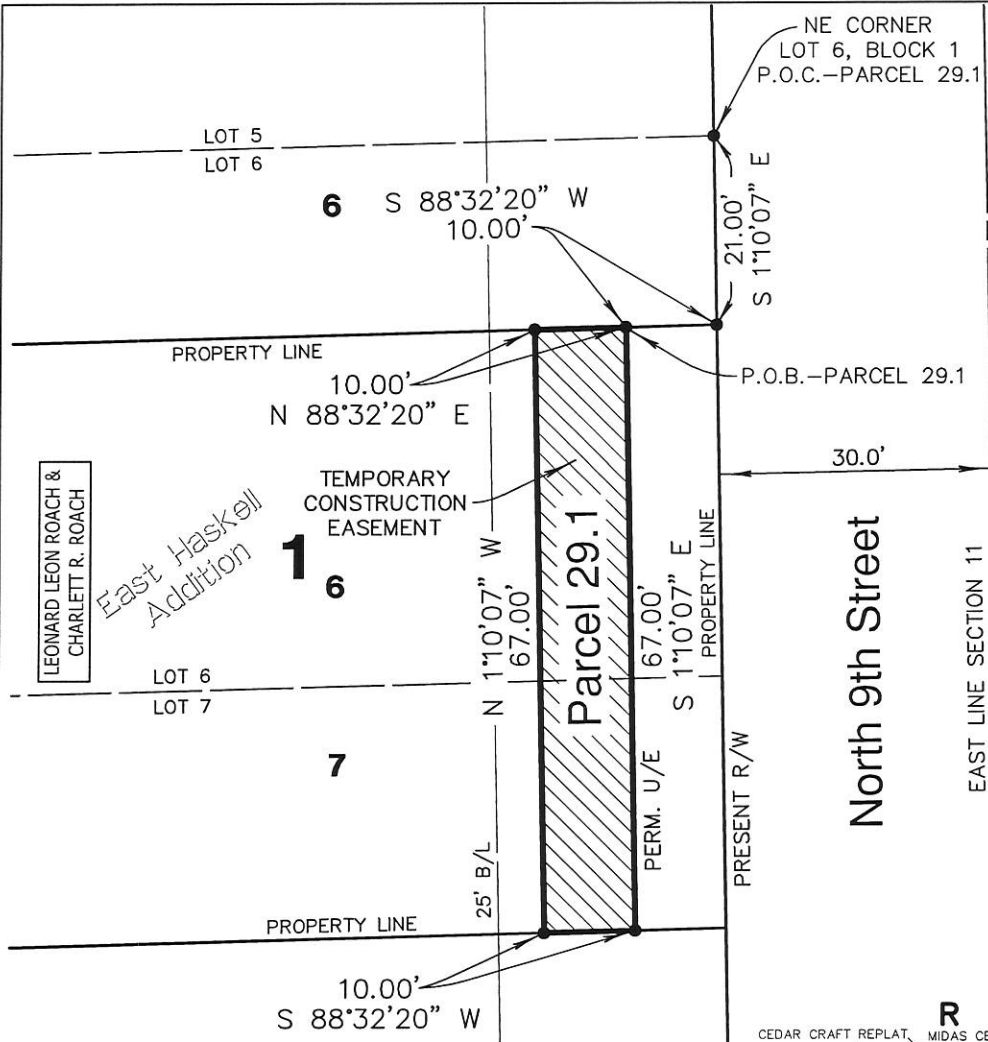 NE CORNER
LOT 6, BLOCK 1
P.O.C.-PARCEL 29.1
LOT 5
LOT 6
6
S 88°32'20" W
10.00'
21.00'
S 1°10'07" E
PROPERTY LINE
10.00'
N 88°32'20" E
P.O.B.-PARCEL 29.1
30.0'
TEMPORARY
CONSTRUCTION
EASEMENT
LEONARD LEON ROACH &
CHARLETT R. ROACH
East Haskell
Addition
1
6
N 1°10'07" W
67.00'
Parcel 29.1
67.00'
S 1°10'07" E
PROPERTY LINE
North 9th Street
EAST LINE SECTION 11
LOT 6
LOT 7
7
25' B/L
PERM. U/E
PRESENT R/W
PROPERTY LINE
10.00'
S 88°32'20" W
R
CEDAR CRAFT REPLAT
MIDAS CE